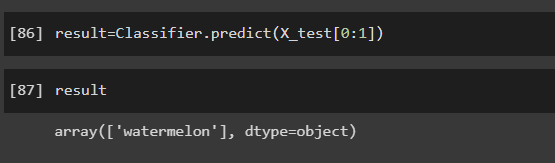 [86] result=Classifier.predict(X_test[0:1])
[87] result
array(['watermelon'], dtype=object)